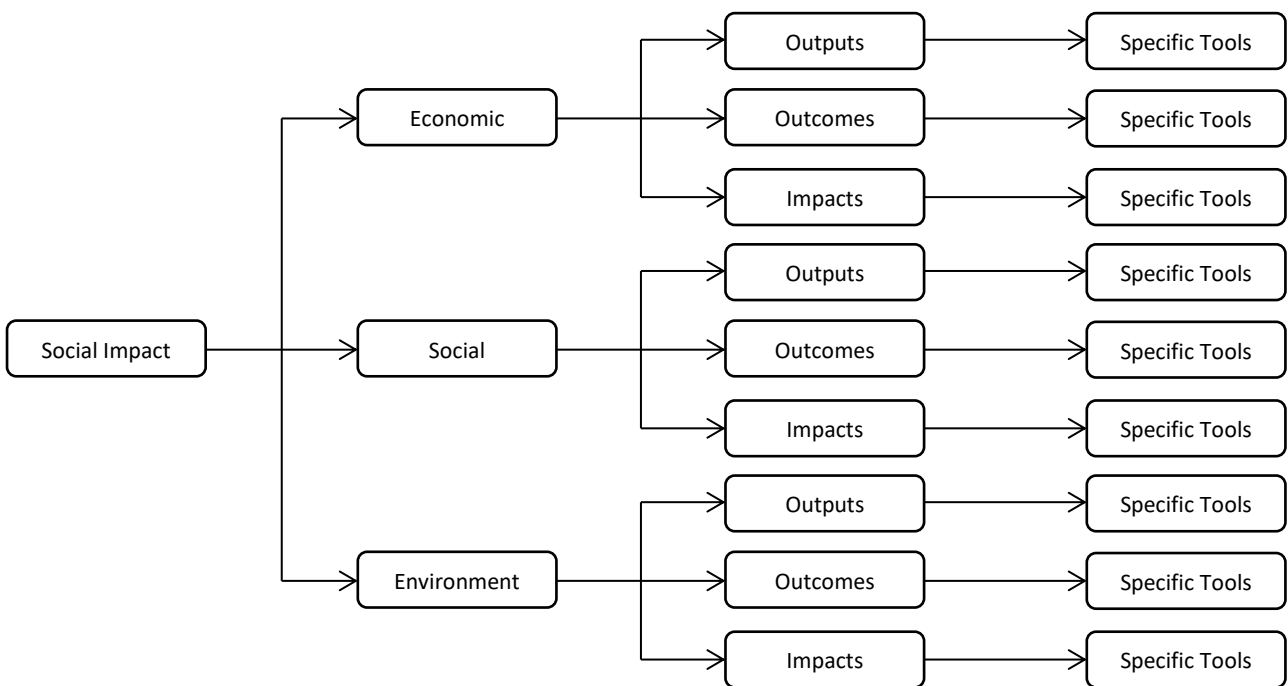 Outputs
Specific Tools
Economic
Outcomes
Specific Tools
Impacts
Specific Tools
Outputs
Specific Tools
Social Impact
Social
Outcomes
Specific Tools
Impacts
Specific Tools
Outputs
Specific Tools
Environment
Outcomes
Specific Tools
Impacts
Specific Tools